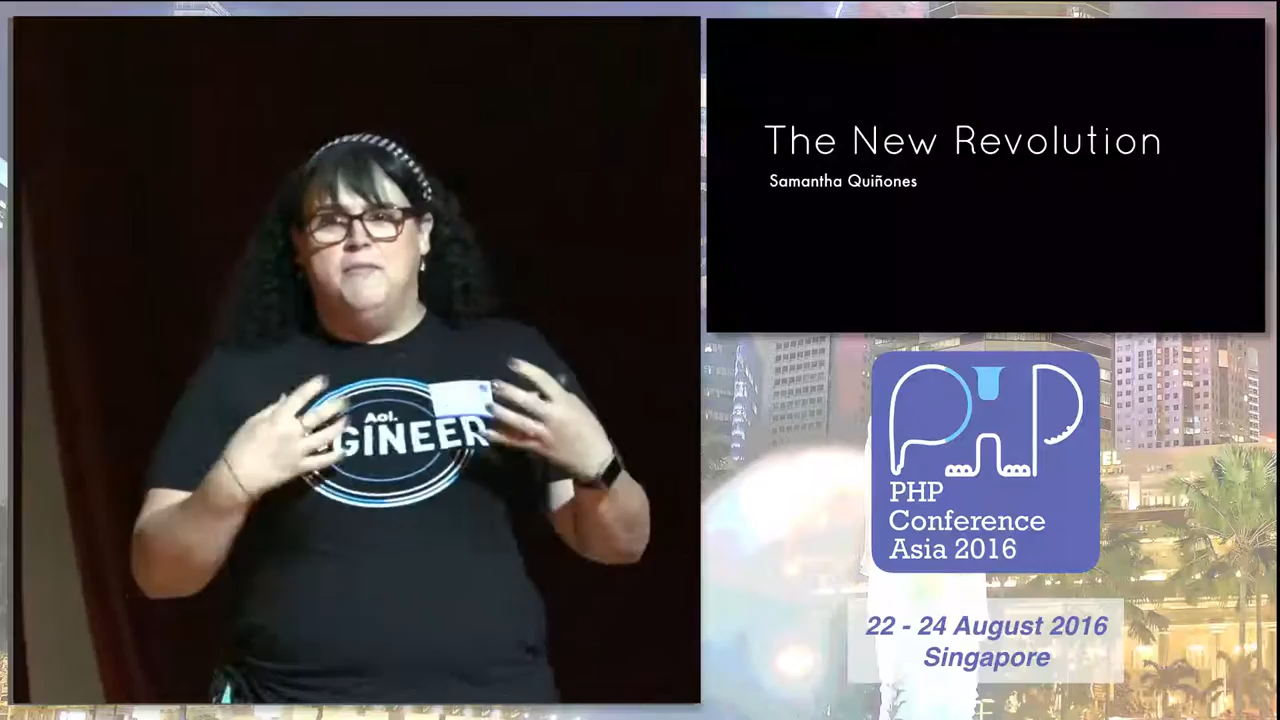 Aol.
GINEER
The New Revolution
Samantha Quiñones
PHP
Conference
Asia 2016
22 - 24 August 2016
Singapore